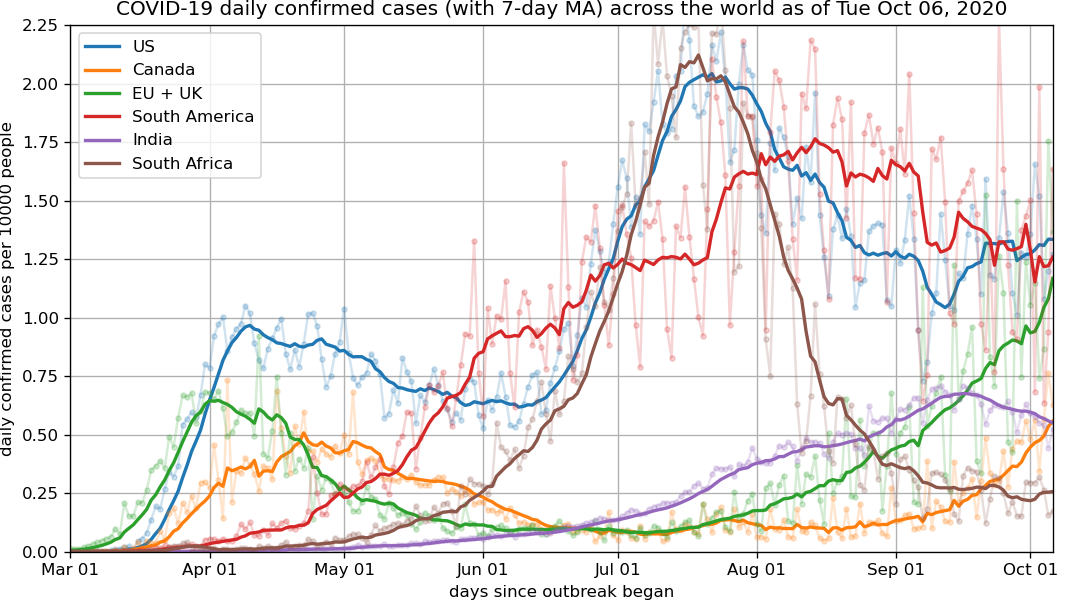 COVID-19 daily confirmed cases (with 7-day MA) across the world as of Tue Oct 06, 2020
daily confirmed cases per 10000 people
2.25
2.00
1.75
1.50
1.25
1.00
0.75
0.50
0.25
0.00
US
Canada
EU + UK
South America
India
South Africa
Mar 01 Apr 01 May 01 Jun 01 Jul 01 Aug 01 Sep 01 Oct 01
days since outbreak began